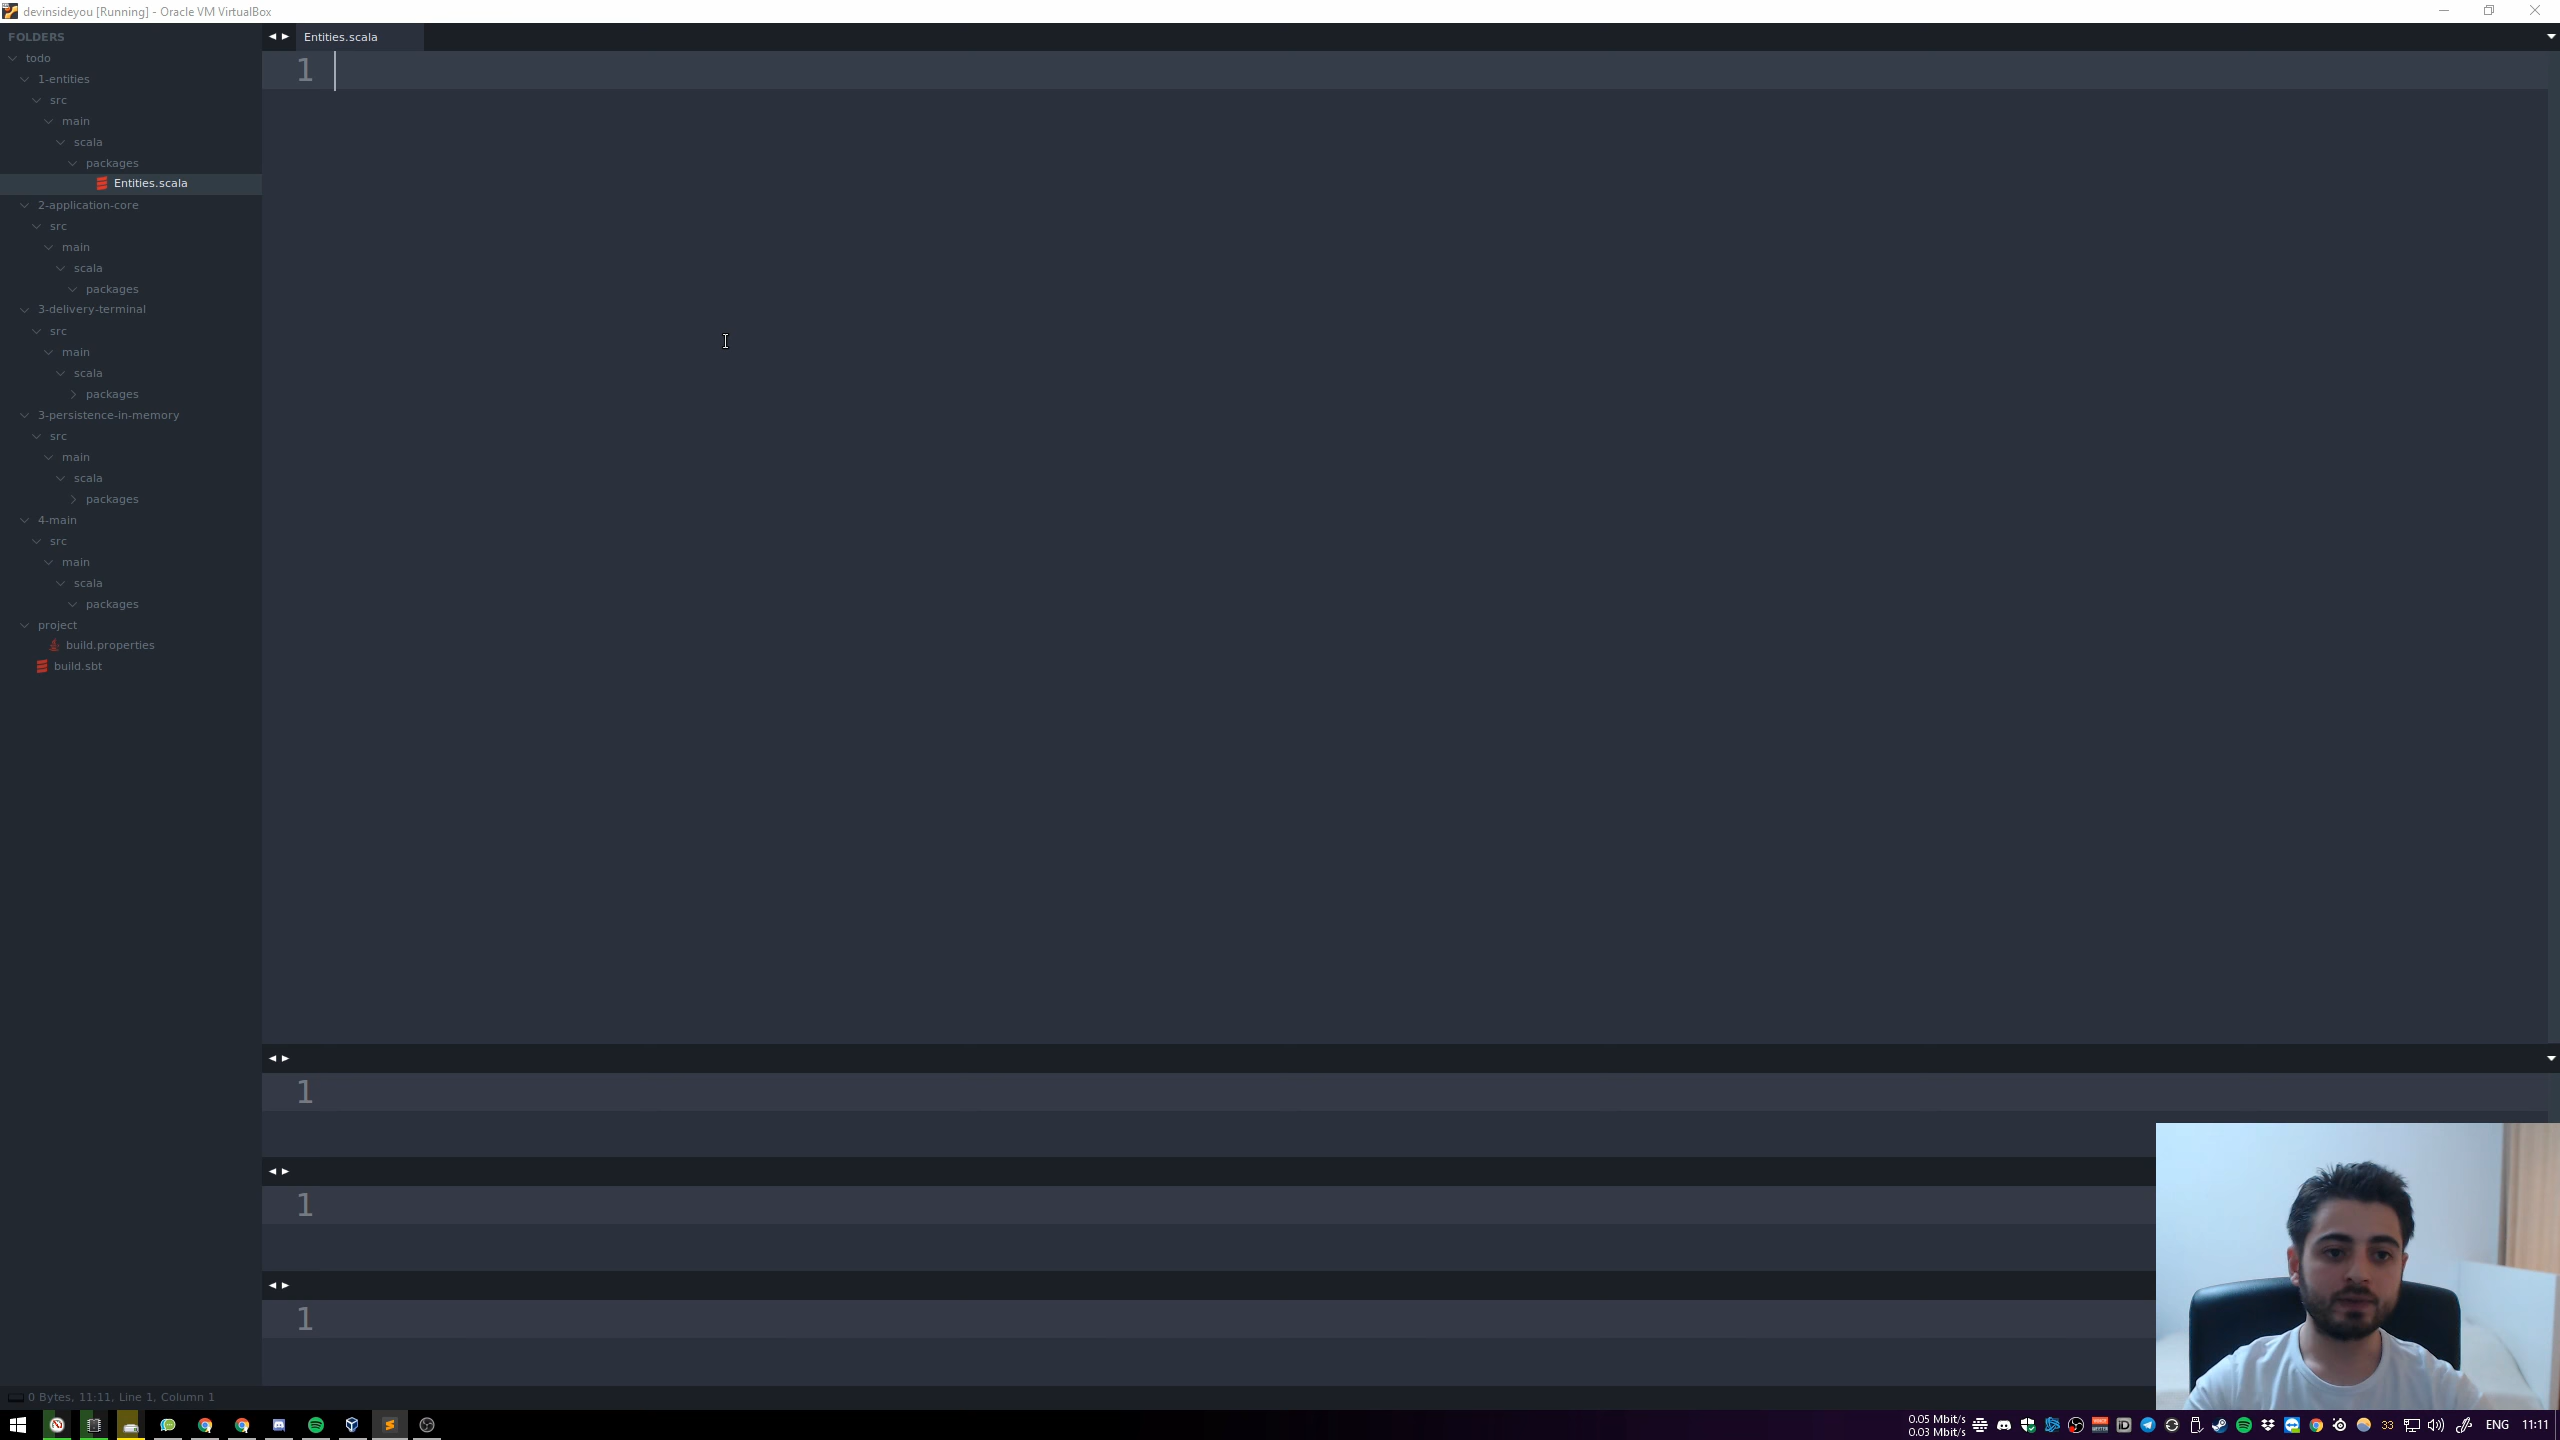 devinsideyou [Running] - Oracle VM VirtualBox
FOLDERS
todo
1-entities
src
main
scala
packages
Entities.scala
2-application-core
src
main
scala
packages
3-delivery-terminal
src
main
scala
packages
3-persistence-in-memory
src
main
scala
packages
4-main
src
main
scala
packages
project
build.properties
build.sbt
Entities.scala
1
1
1
1
0 Bytes, 11:11, Line 1, Column 1
0.05 Mbit/s
0.03 Mbit/s
33
ENG
11:11